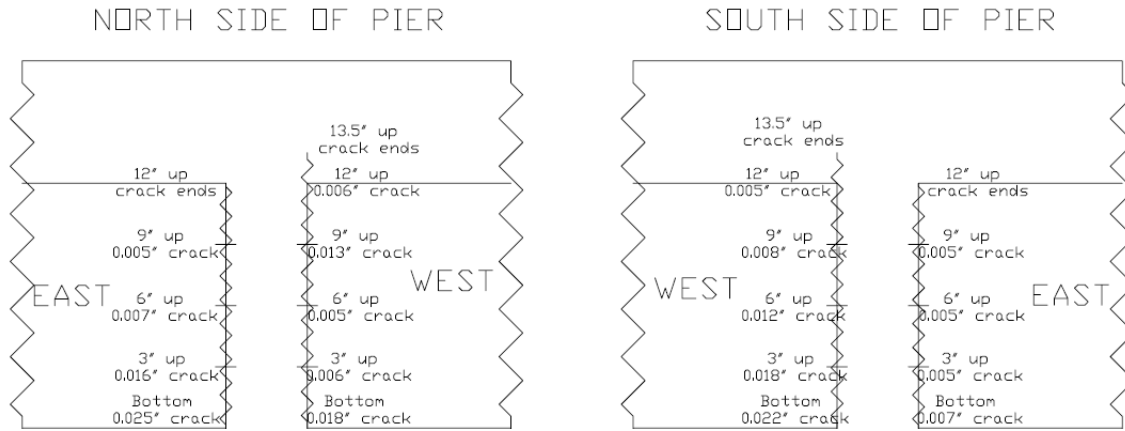 NORTH SIDE OF PIER
13.5" up
crack ends
12" up
crack ends
12" up
0.006" crack
9" up
0.005" crack
9" up
0.013" crack
EAST
WEST
6" up
0.007" crack
6" up
0.005" crack
3" up
0.016" crack
3" up
0.006" crack
Bottom
0.025" crack
Bottom
0.018" crack
SOUTH SIDE OF PIER
13.5" up
crack ends
12" up
0.005" crack
12" up
crack ends
9" up
0.008" crack
9" up
0.005" crack
WEST
EAST
6" up
0.012" crack
6" up
0.005" crack
3" up
0.018" crack
3" up
0.005" crack
Bottom
0.022" crack
Bottom
0.007" crack